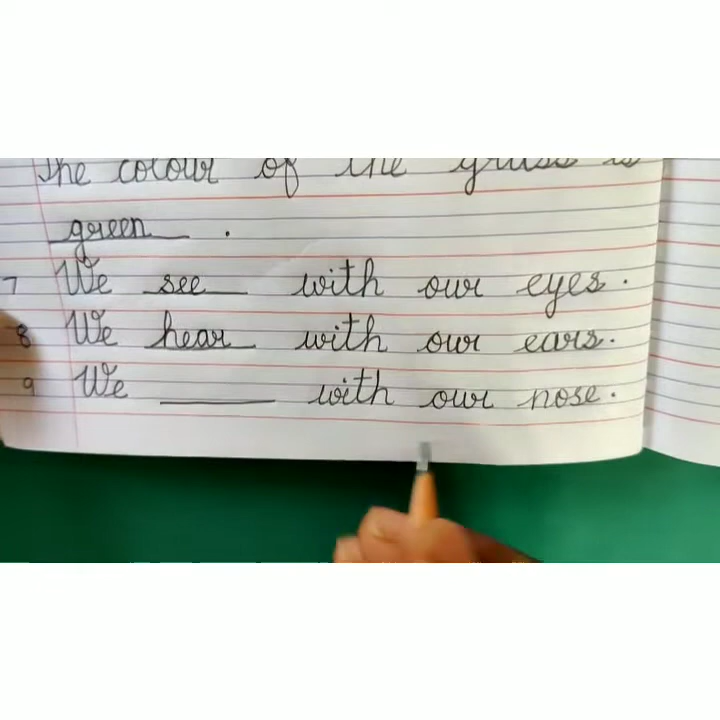 The colour of the grass is
green .
7 We see with our eyes.
8 We hear with our ears.
9 We ______ with our nose.